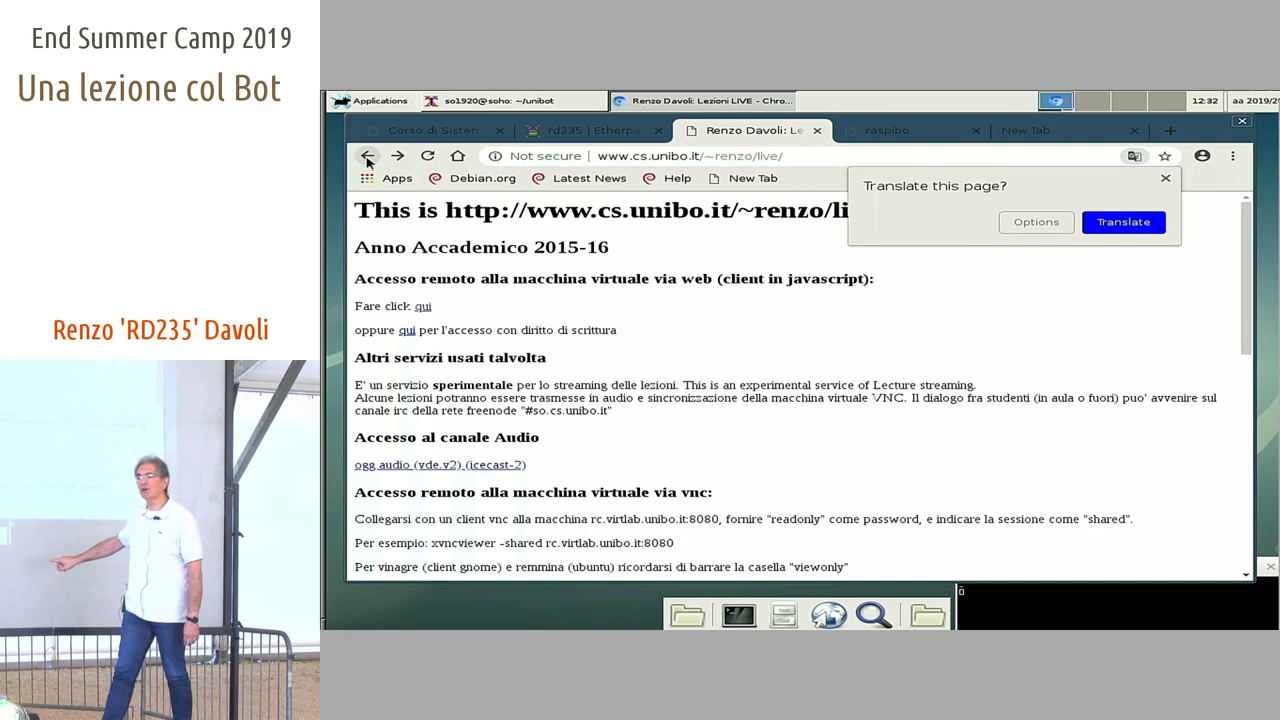 End Summer Camp 2019
Una lezione col Bot
Renzo 'RD235' Davoli
Applications
so1920@soho: ~/unibot
Renzo Davoli: Lezioni LIVE - Chro...
12:32
aa 2019/2
Corso di Sistem
rd235 | Etherpa
Renzo Davoli: Le
raspibo
New Tab
Not secure | www.cs.unibo.it/~renzo/live/
Apps
Debian.org
Latest News
Help
New Tab
Translate this page?
Options
Translate
This is http://www.cs.unibo.it/~renzo/li
Anno Accademico 2015-16
Accesso remoto alla macchina virtuale via web (client in javascript):
Fare click qui
oppure qui per l'accesso con diritto di scrittura
Altri servizi usati talvolta
E' un servizio sperimentale per lo streaming delle lezioni. This is an experimental service of Lecture streaming.
Alcune lezioni potranno essere trasmesse in audio e sincronizzazione della macchina virtuale VNC. Il dialogo fra studenti (in aula o fuori) puo' avvenire sul
canale irc della rete freenode "#so.cs.unibo.it"
Accesso al canale Audio
ogg audio (vde.v2) (icecast-2)
Accesso remoto alla macchina virtuale via vnc:
Collegarsi con un client vnc alla macchina rc.virtlab.unibo.it:8080, fornire "readonly" come password, e indicare la sessione come "shared".
Per esempio: xvncviewer -shared rc.virtlab.unibo.it:8080
Per vinagre (client gnome) e remmina (ubuntu) ricordarsi di barrare la casella "viewonly"